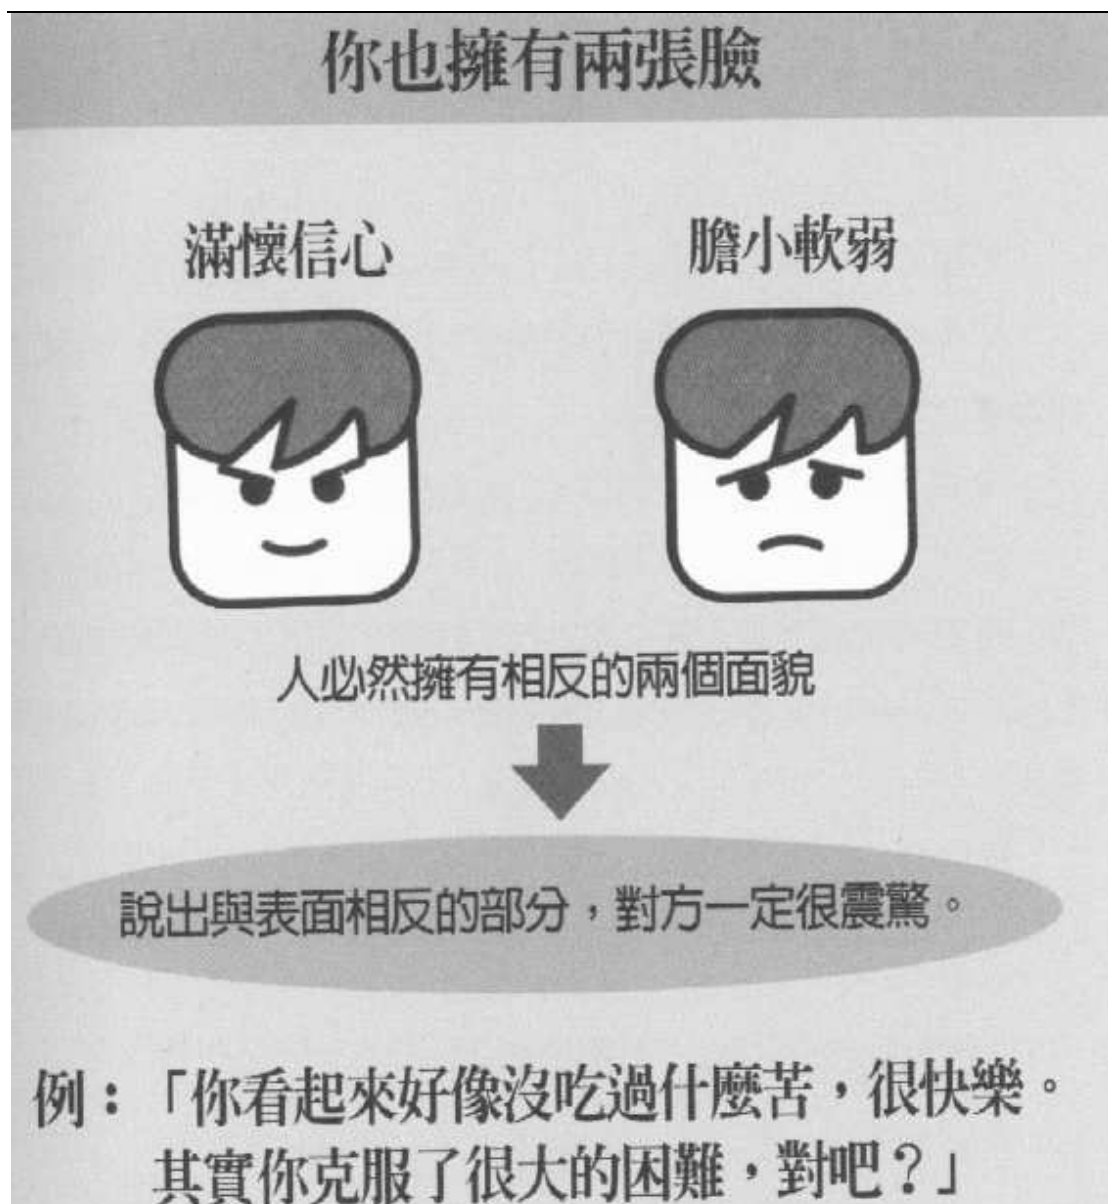 你也擁有兩張臉
滿懷信心
膽小軟弱
人必然擁有相反的兩個面貌
說出與表面相反的部分，對方一定很震驚。
例：「你看起來好像沒吃過什麼苦，很快樂。
其實你克服了很大的困難，對吧？」